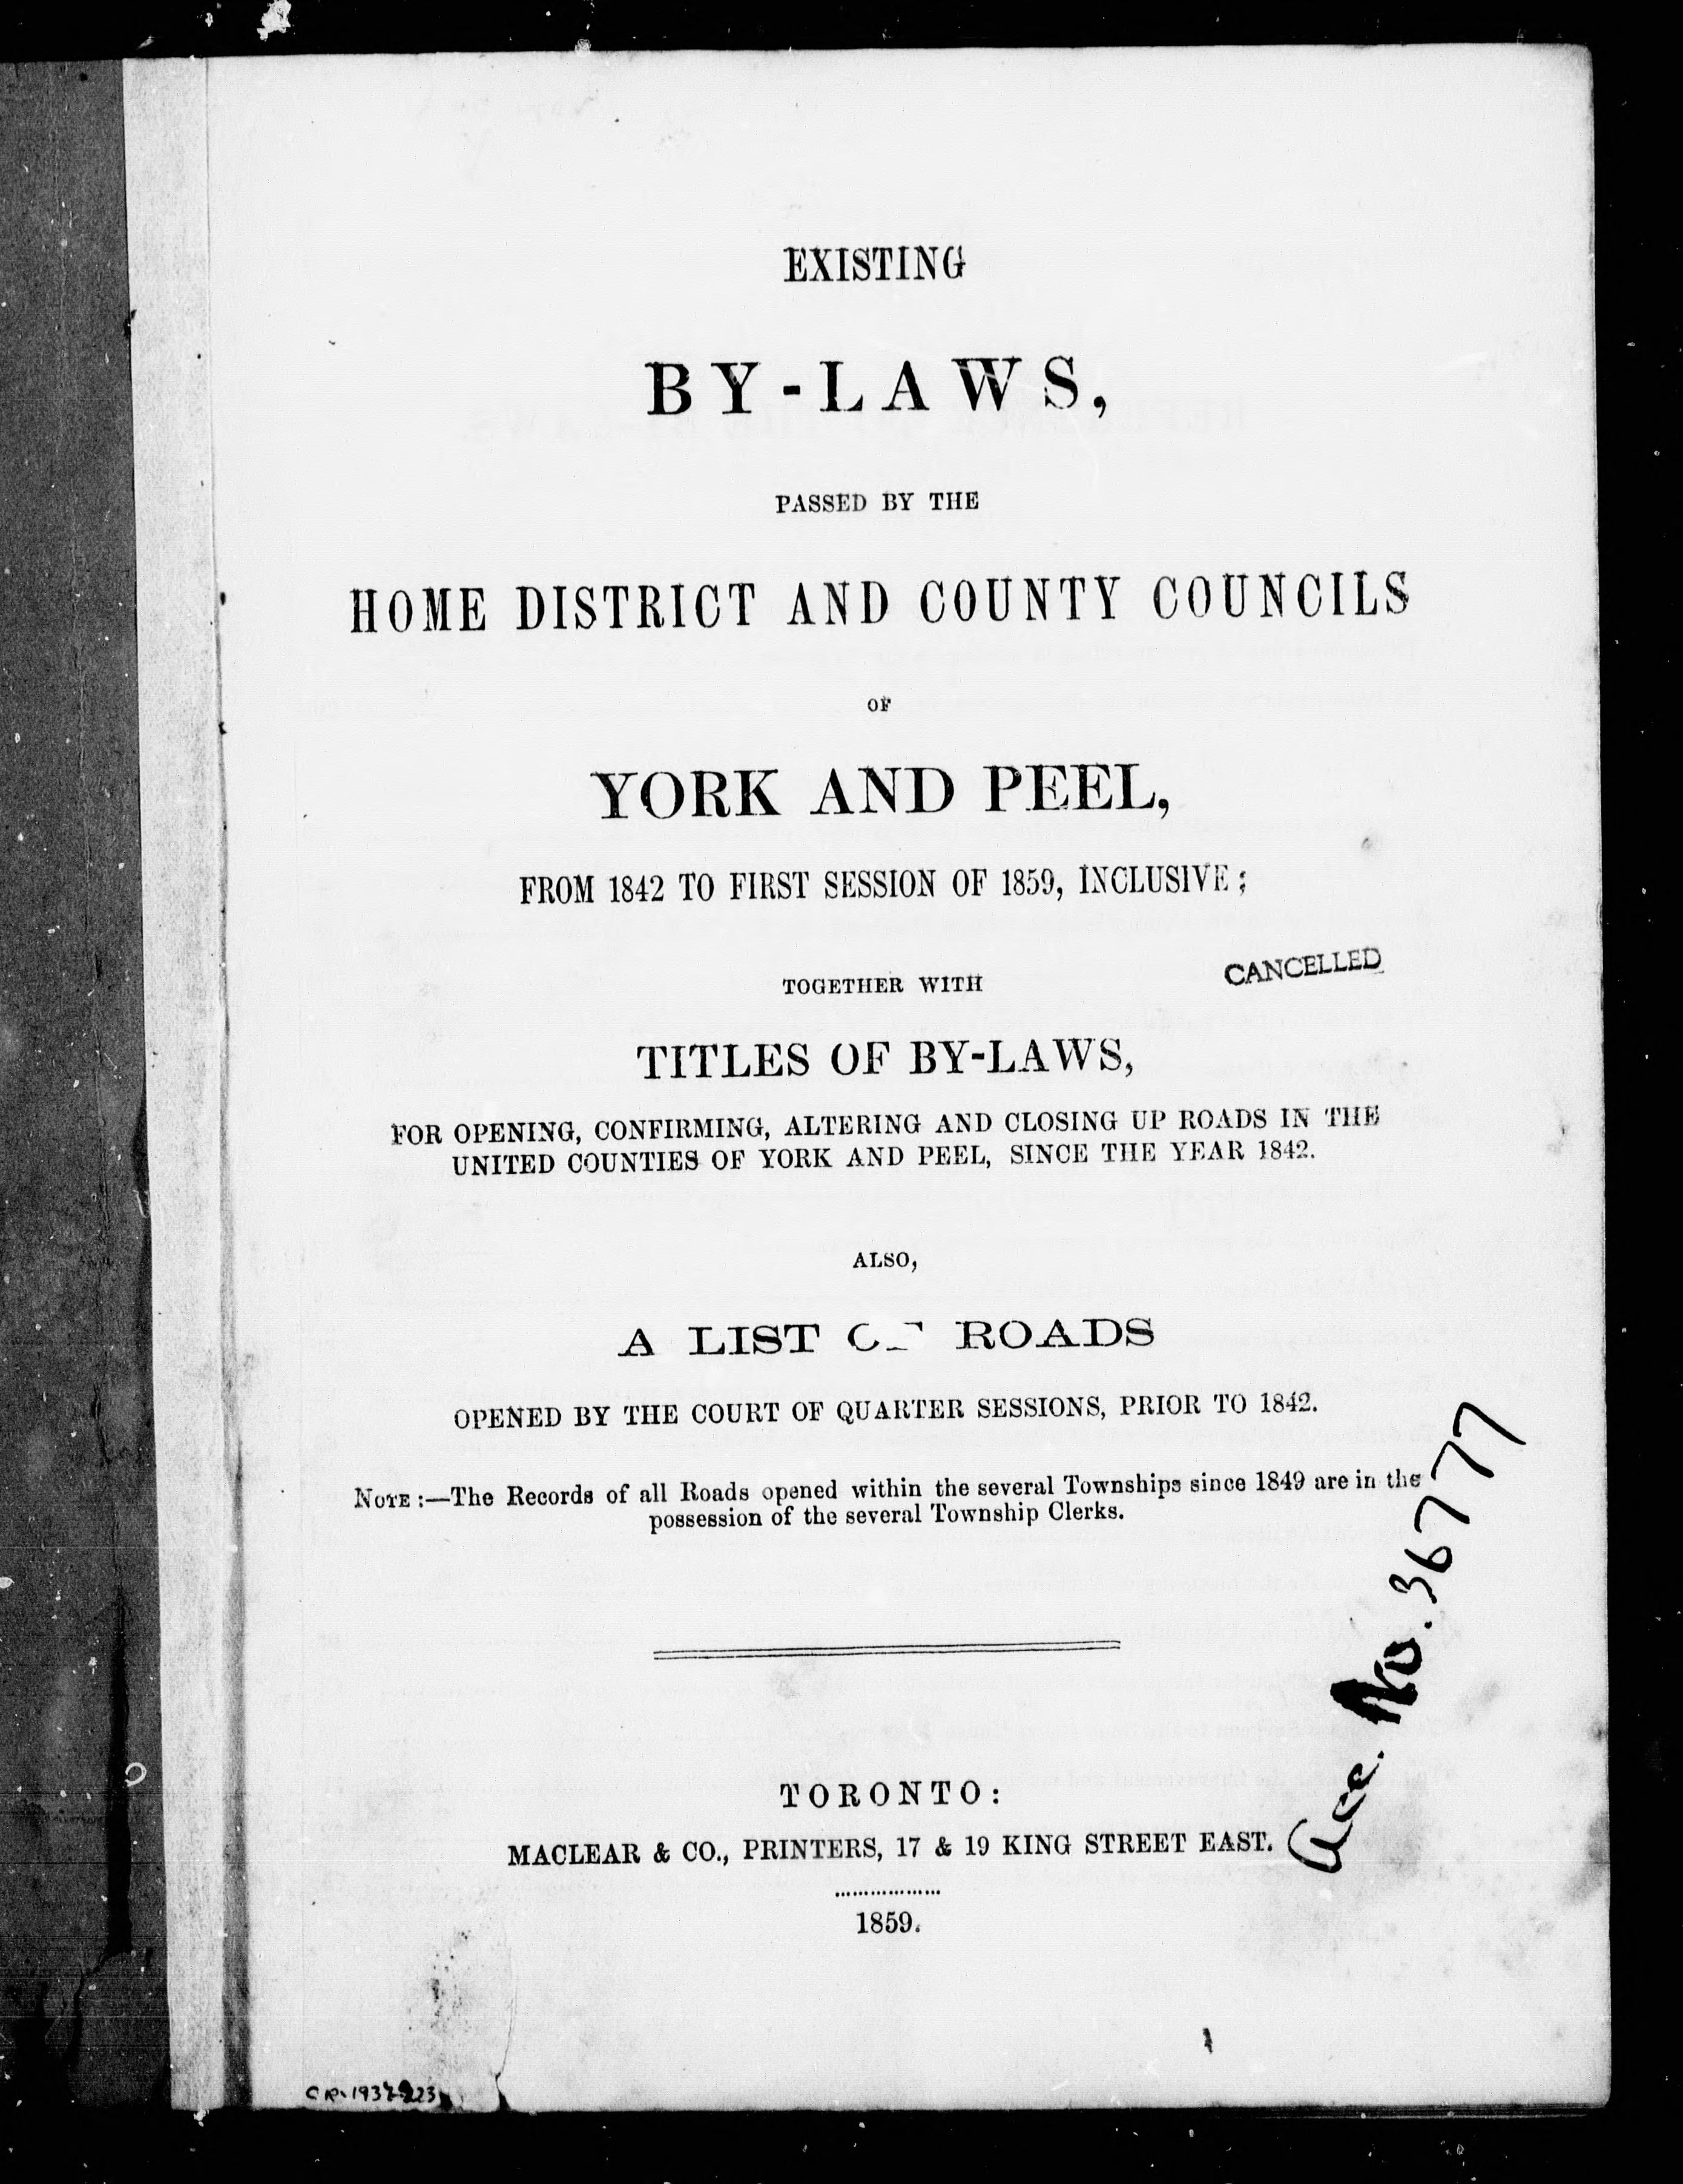 EXISTING
BY-LAWS,
PASSED BY THE
HOME DISTRICT AND COUNTY COUNCILS
OF
YORK AND PEEL,
FROM 1842 TO FIRST SESSION OF 1859, INCLUSIVE;
TOGETHER WITH
CANCELLED
TITLES OF BY-LAWS,
FOR OPENING, CONFIRMING, ALTERING AND CLOSING UP ROADS IN THE
UNITED COUNTIES OF YORK AND PEEL, SINCE THE YEAR 1842.
ALSO,
A LIST OF ROADS
OPENED BY THE COURT OF QUARTER SESSIONS, PRIOR TO 1842.
NOTE:—The Records of all Roads opened within the several Townships since 1849 are in the
possession of the several Township Clerks.
Acc. No. 36777
TORONTO:
MACLEAR & CO., PRINTERS, 17 & 19 KING STREET EAST.
1859.